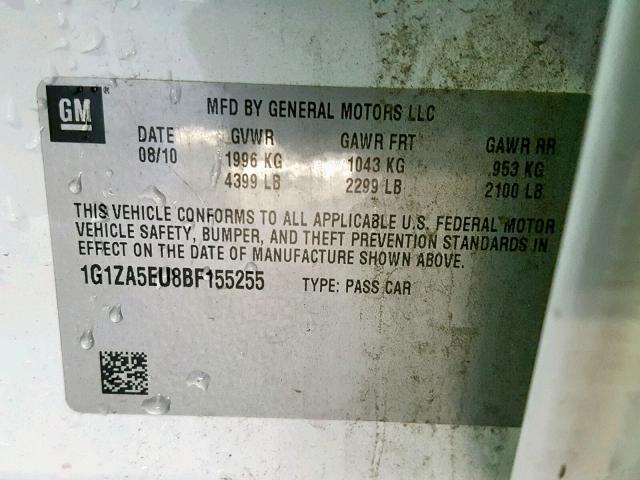 GM ® MFD BY GENERAL MOTORS LLC
DATE GVWR GAWR FRT GAWR RR
08/10 1996 KG 1043 KG 953 KG
4399 LB 2299 LB 2100 LB
THIS VEHICLE CONFORMS TO ALL APPLICABLE U.S. FEDERAL MOTOR
VEHICLE SAFETY, BUMPER, AND THEFT PREVENTION STANDARDS IN
EFFECT ON THE DATE OF MANUFACTURE SHOWN ABOVE.
1G1ZA5EU8BF155255 TYPE: PASS CAR